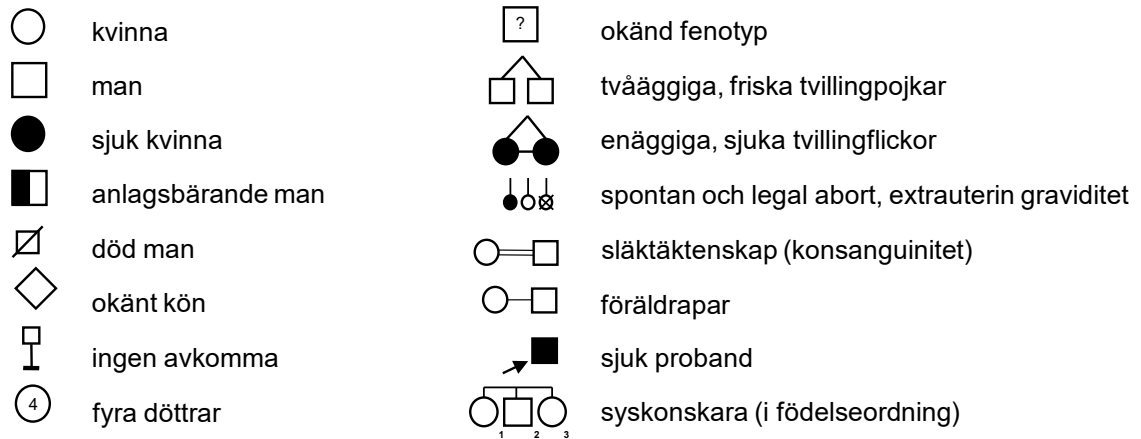 kvinna
man
sjuk kvinna
anlagsbärande man
död man
okänt kön
ingen avkomma
4
fyra döttrar
?
okänd fenotyp
tvåäggiga, friska tvillingpojkar
enäggiga, sjuka tvillingflickor
spontan och legal abort, extrauterin graviditet
släktäktenskap (konsanguinitet)
föräldrapar
sjuk proband
syskonskara (i födelseordning)
1 2 3